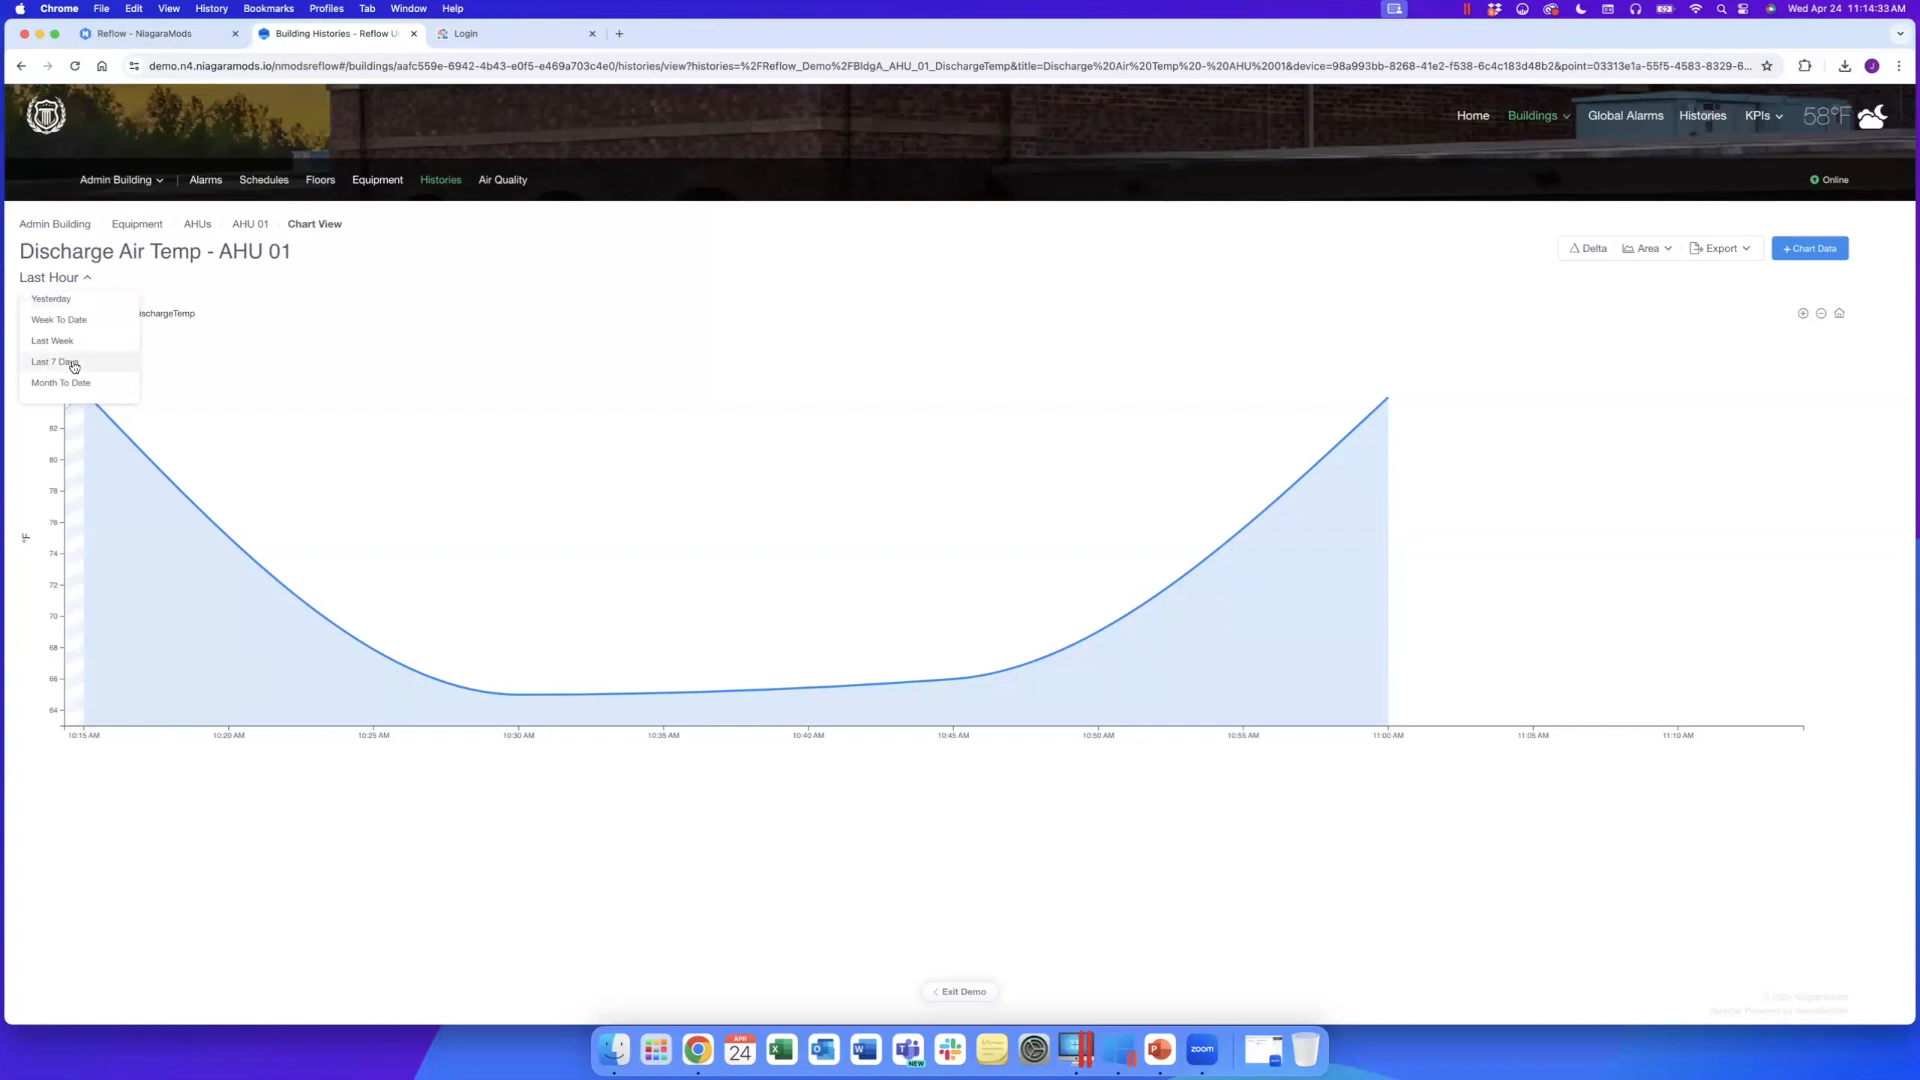 Chrome File Edit View History Bookmarks Profiles Tab Window Help Wed Apr 24 11:14:33 AM
Reflow - NiagaraMods Building Histories - Reflow U Login
demo.n4.niagaramods.io/nmodsreflow#/buildings/aafc559e-6942-4b43-e0f5-e469a703c4e0/histories/view?histories=%2FReflow_Demo%2FBldgA_AHU_01_DischargeTemp&title=Discharge%20Air%20Temp%20-%20AHU%2001&device=98a993bb-8268-41e2-f538-6c4c183d48b2&point=03313e1a-55f5-4583-8329-6...
Home Buildings Global Alarms Histories KPIs 58°F
Admin Building Alarms Schedules Floors Equipment Histories Air Quality Online
Admin Building Equipment AHUs AHU 01 Chart View
Discharge Air Temp - AHU 01
Delta Area Export + Chart Data
Last Hour
Yesterday
ischargeTemp
Week To Date
Last Week
Last 7 Days
Month To Date
82
80
78
76
°F
74
72
70
68
66
64
10:15 AM 10:20 AM 10:25 AM 10:30 AM 10:35 AM 10:40 AM 10:45 AM 10:50 AM 10:55 AM 11:00 AM 11:05 AM 11:10 AM
Exit Demo
APR
24
NEW
zoom